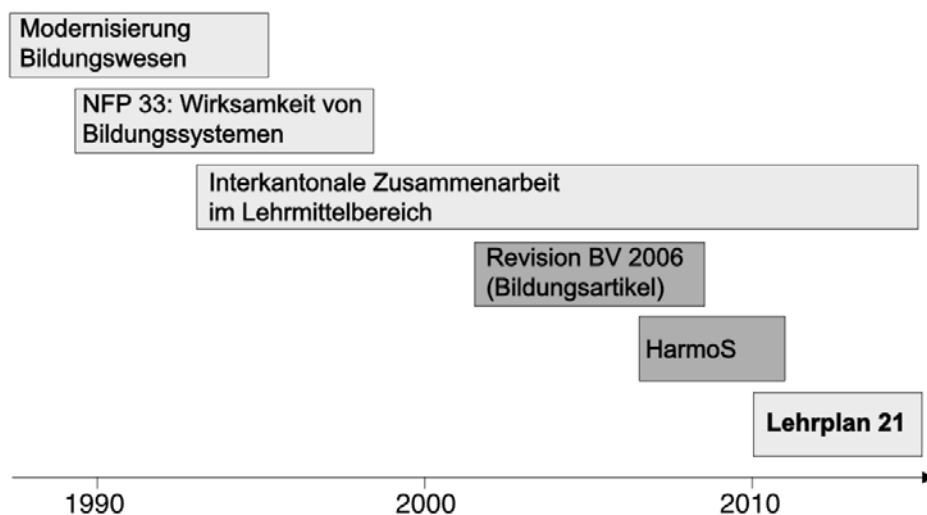 Modernisierung
Bildungswesen
NFP 33: Wirksamkeit von
Bildungssystemen
Interkantonale Zusammenarbeit
im Lehrmittelbereich
Revision BV 2006
(Bildungsartikel)
HarmoS
Lehrplan 21
1990
2000
2010